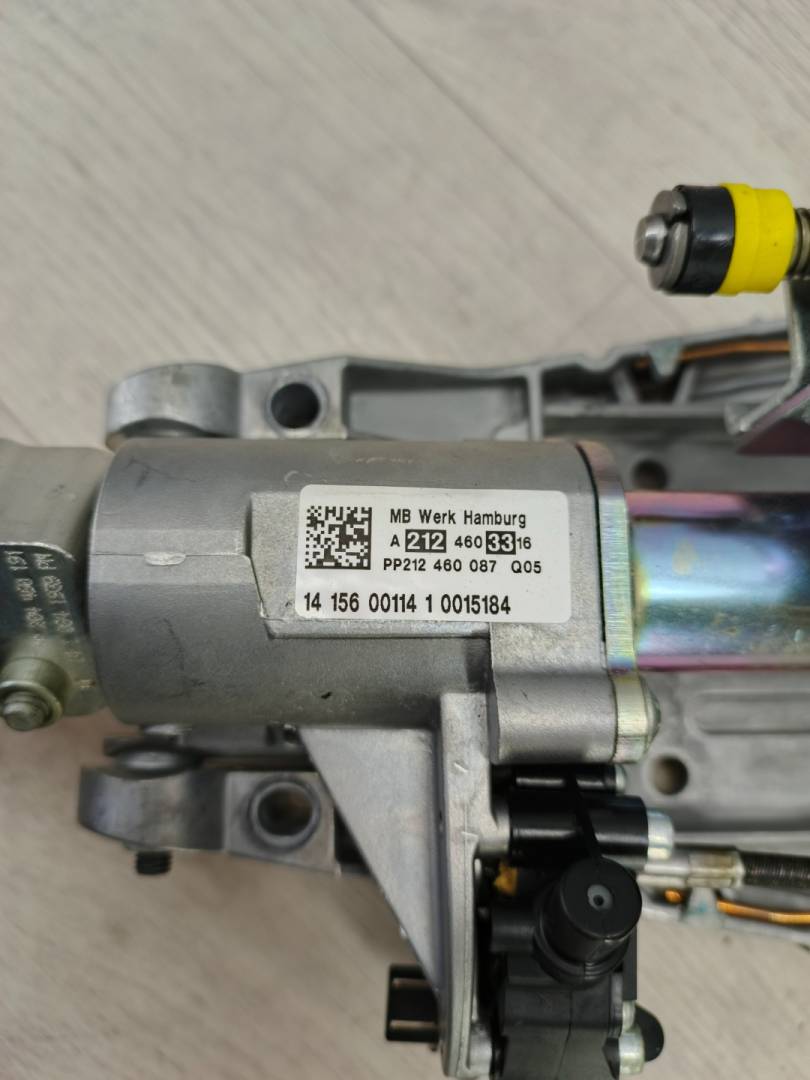 MB Werk Hamburg
A 212 460 33 16
PP212 460 087 Q05
14 156 00114 1 0015184